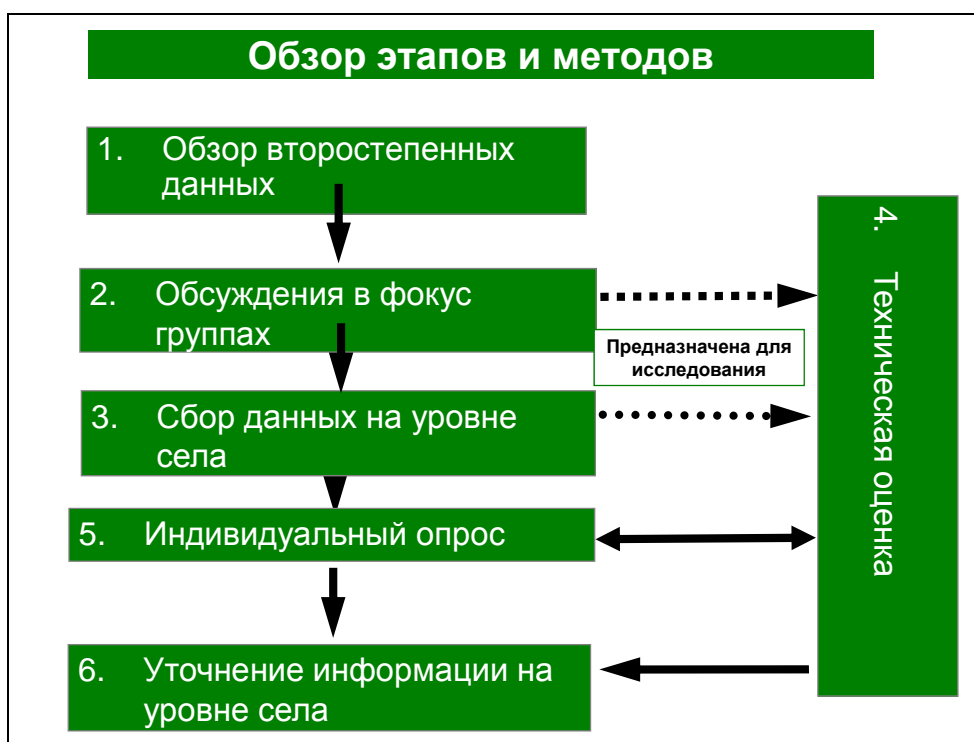 Обзор этапов и методов
1. Обзор второстепенных
данных
2. Обсуждения в фокус
группах
Предназначена для
исследования
3. Сбор данных на уровне
села
4. Техническая оценка
5. Индивидуальный опрос
6. Уточнение информации на
уровне села